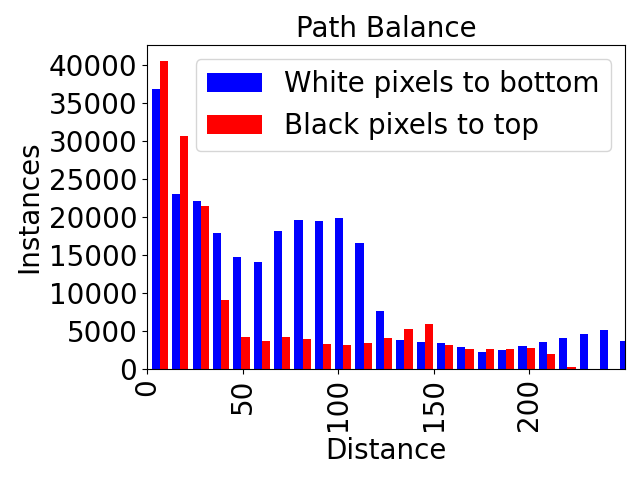 Path Balance
40000
35000
30000
25000
20000
15000
10000
5000
0
Instances
White pixels to bottom
Black pixels to top
0
50
100
150
200
Distance